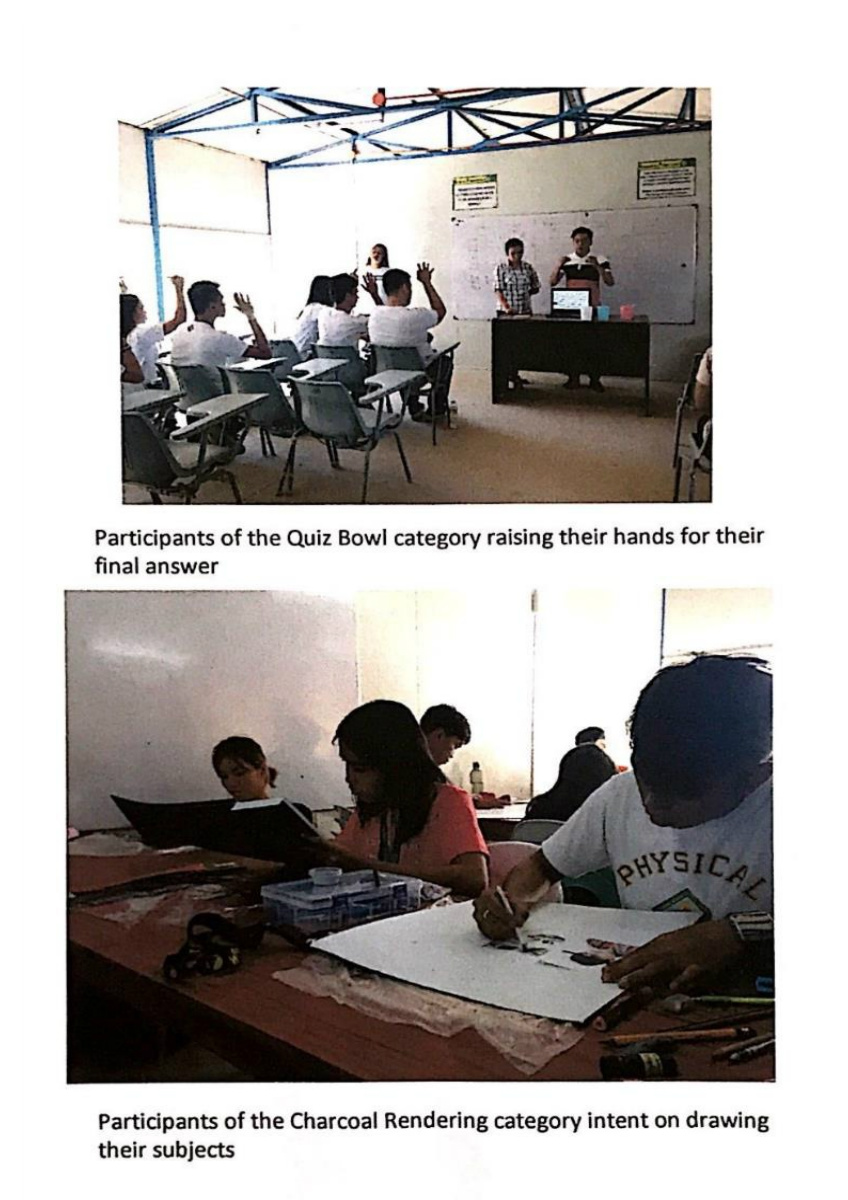 Participants of the Quiz Bowl category raising their hands for their
final answer
PHYSICAL
Participants of the Charcoal Rendering category intent on drawing
their subjects